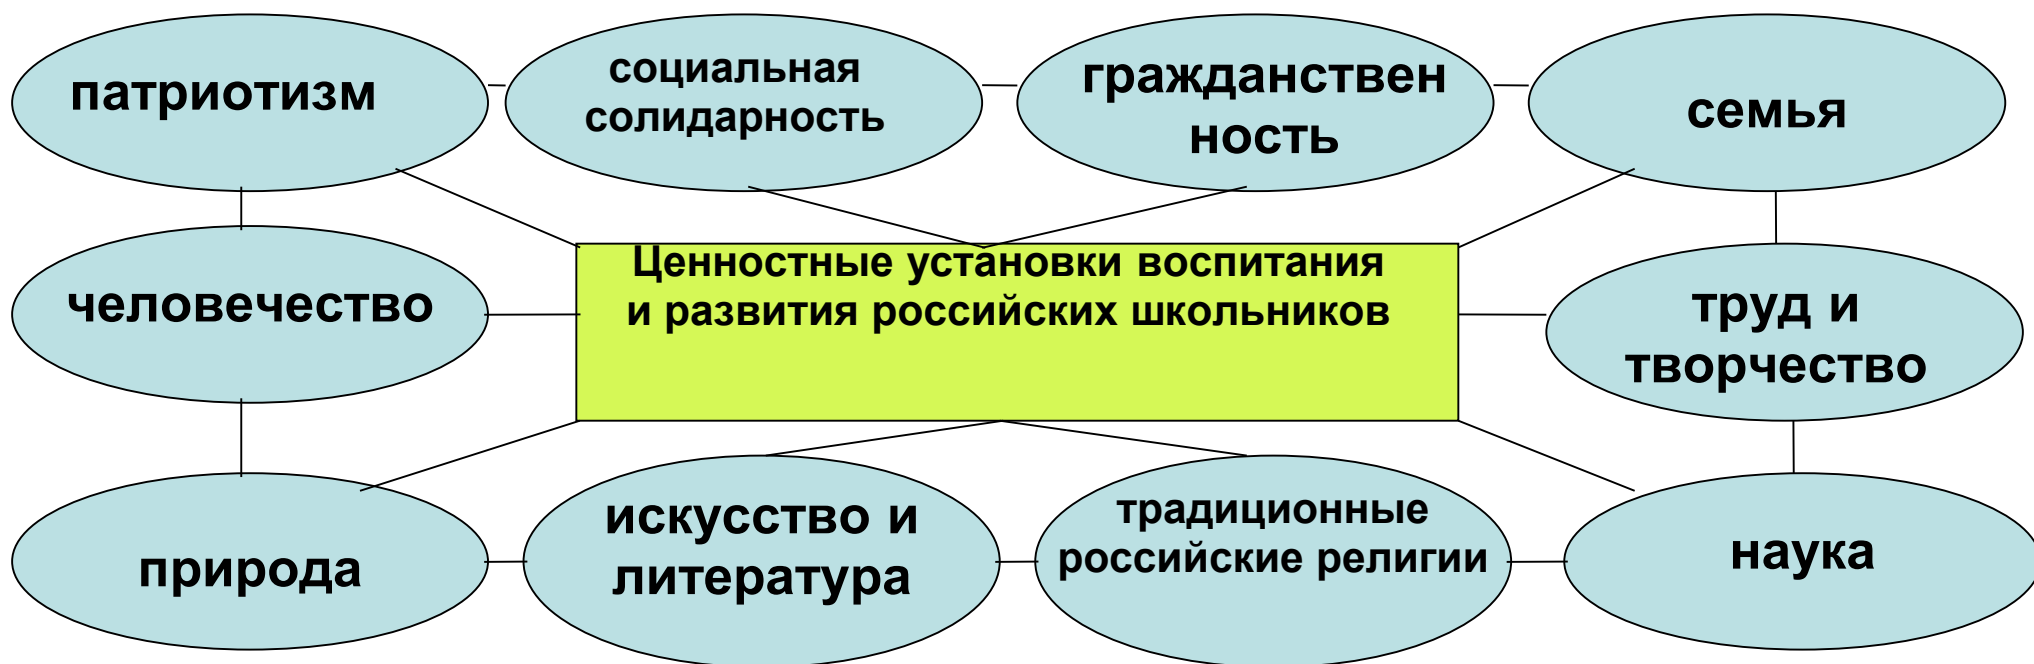 патриотизм
социальная
солидарность
гражданствен
ность
семья
Ценностные установки воспитания
и развития российских школьников
человечество
труд и
творчество
природа
искусство и
литература
традиционные
российские религии
наука